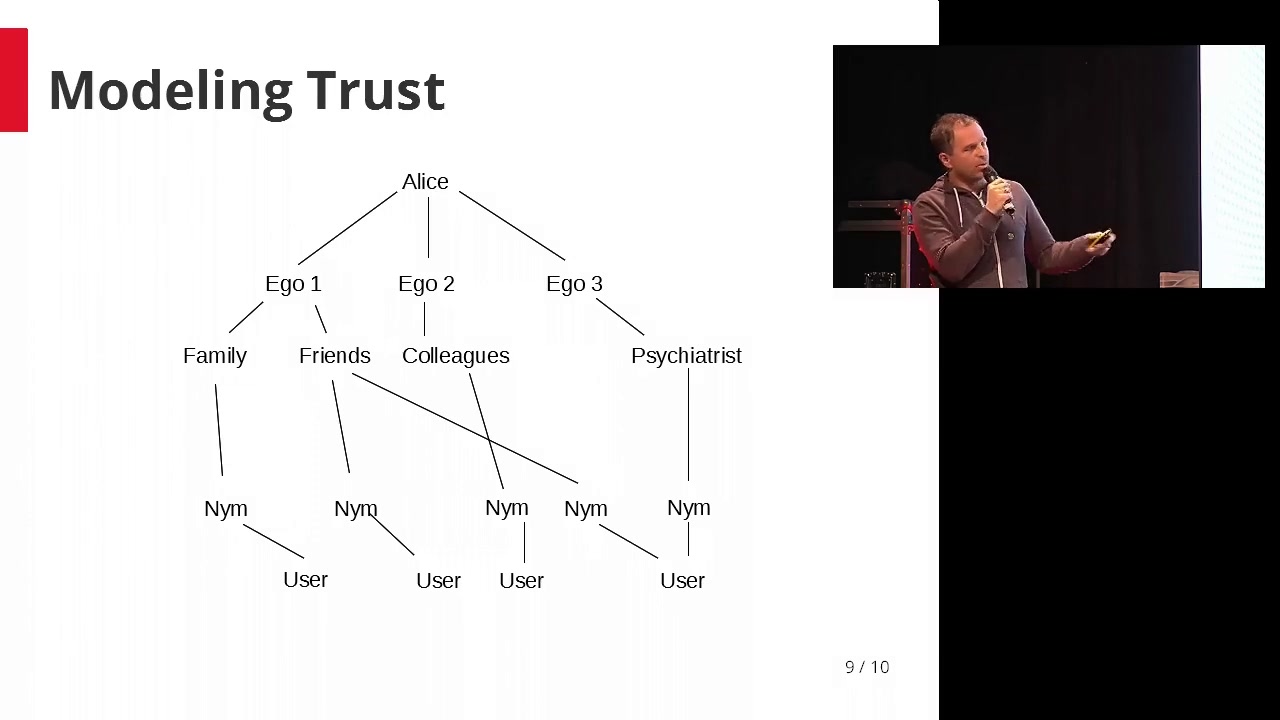 Modeling Trust
Alice
Ego 1 Ego 2 Ego 3
Family Friends Colleagues Psychiatrist
Nym Nym Nym Nym Nym
User User User User
9 / 10